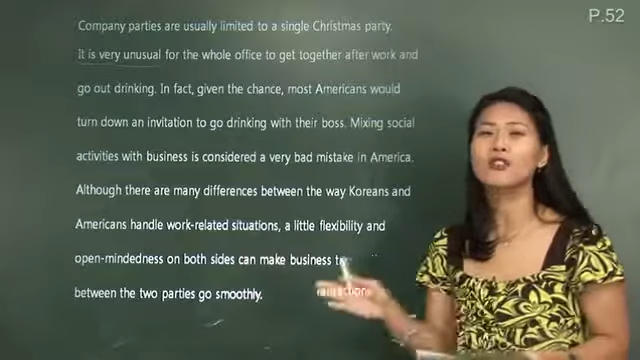 P.52
Company parties are usually limited to a single Christmas party.
It is very unusual for the whole office to get together after work and
go out drinking. In fact, given the chance, most Americans would
turn down an invitation to go drinking with their boss. Mixing social
activities with business is considered a very bad mistake in America.
Although there are many differences between the way Koreans and
Americans handle work-related situations, a little flexibility and
open-mindedness on both sides can make business
between the two parties go smoothly.